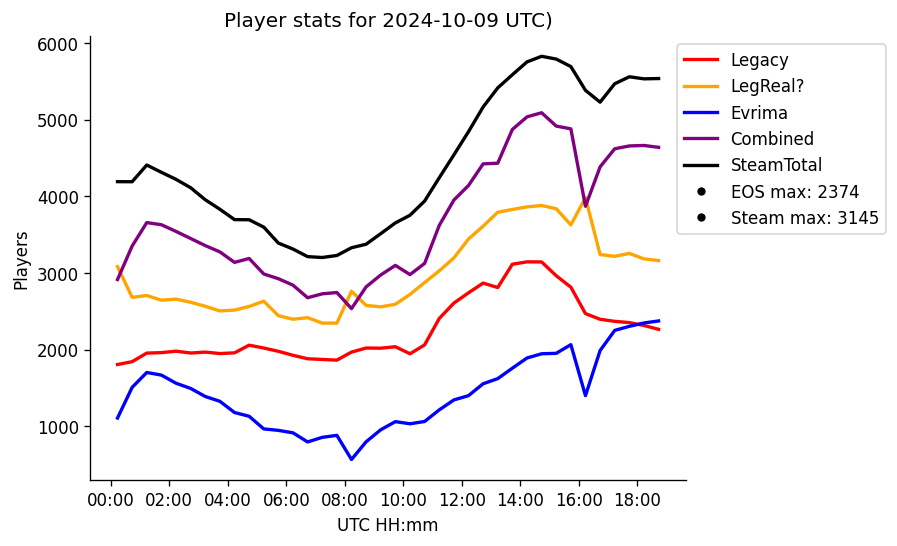 Player stats for 2024-10-09 UTC)
Players
6000
5000
4000
3000
2000
1000
00:00 02:00 04:00 06:00 08:00 10:00 12:00 14:00 16:00 18:00
UTC HH:mm
Legacy
LegReal?
Evrima
Combined
SteamTotal
EOS max: 2374
Steam max: 3145